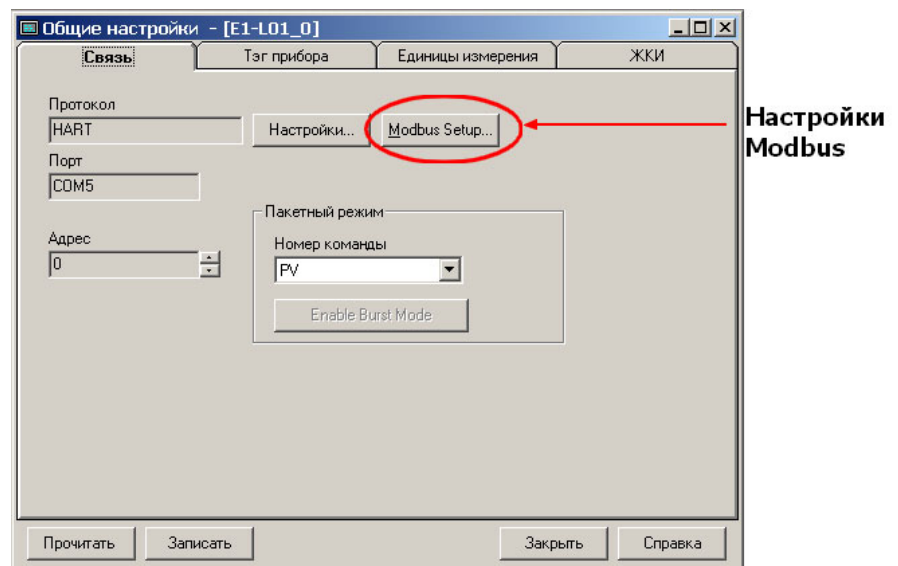 Общие настройки - [E1-L01_0]
Связь
Тэг прибора
Единицы измерения
ЖКИ
Протокол
HART
Настройки...
Modbus Setup...
Настройки
Modbus
Порт
COM5
Пакетный режим
Адрес
0
Номер команды
PV
Enable Burst Mode
Прочитать
Записать
Закрыть
Справка